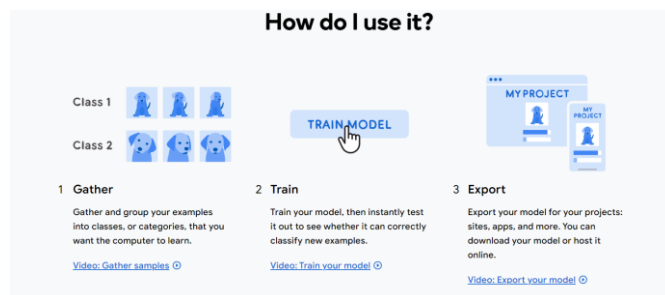 How do I use it?
Class 1
Class 2
TRAIN MODEL
MY PROJECT
MY
PROJECT
1 Gather
Gather and group your examples
into classes, or categories, that you
want the computer to learn.
Video: Gather samples
2 Train
Train your model, then instantly test
it out to see whether it can correctly
classify new examples.
Video: Train your model
3 Export
Export your model for your projects:
sites, apps, and more. You can
download your model or host it
online.
Video: Export your model